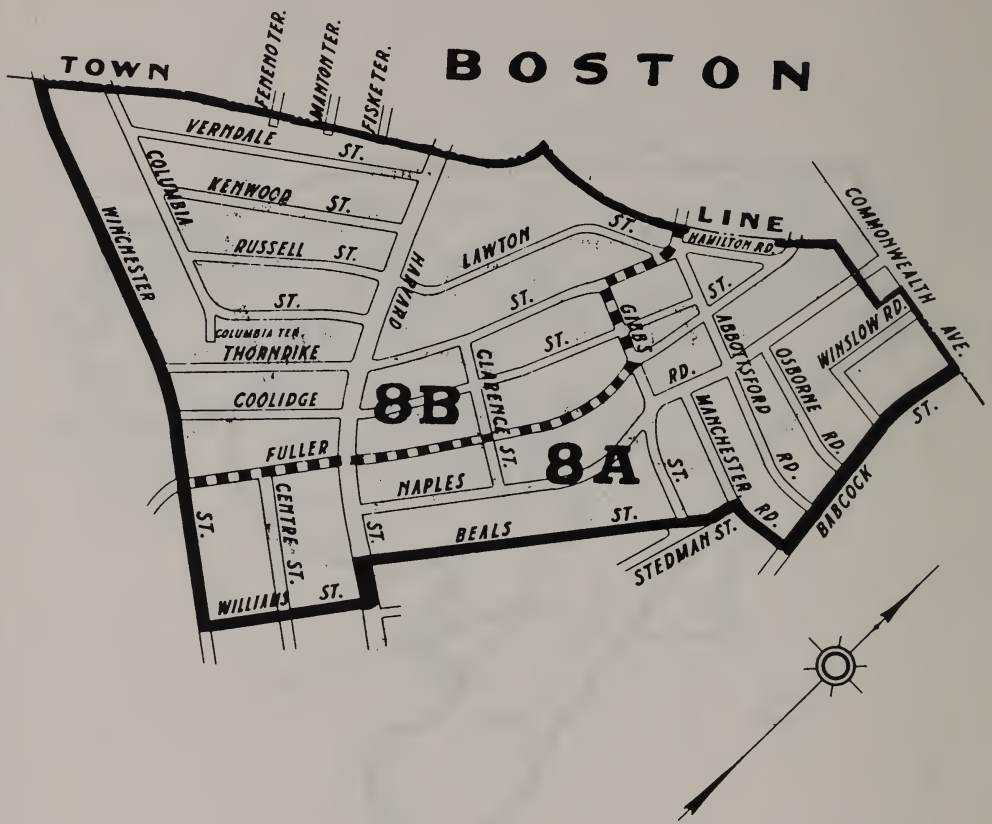 BOSTON
TOWN
FEMEMO TER.
MANTON TER.
FISKE TER.
VERNDALE ST.
COLUMBIA
KENWOOD ST.
WINCHESTER
RUSSELL ST.
HARVARD
LAWTON ST.
LINE
HAMILTON RD.
COMMONWEALTH
ST.
COLUMBIA TER.
ST.
ST.
GIBBS
ABBOTSFORD
WINSLOW RD.
AVE.
THORNDIKE
ST.
CLARENCE
RD.
OSBORNE
COOLIDGE
8B
MANCHESTER
ST.
FULLER
8A
RD.
NAPLES
ST.
ST.
RD.
BABCOCK
CENTRE
ST.
ST.
BEALS
ST.
RD.
STEDMAN ST.
ST.
WILLIAMS
ST.